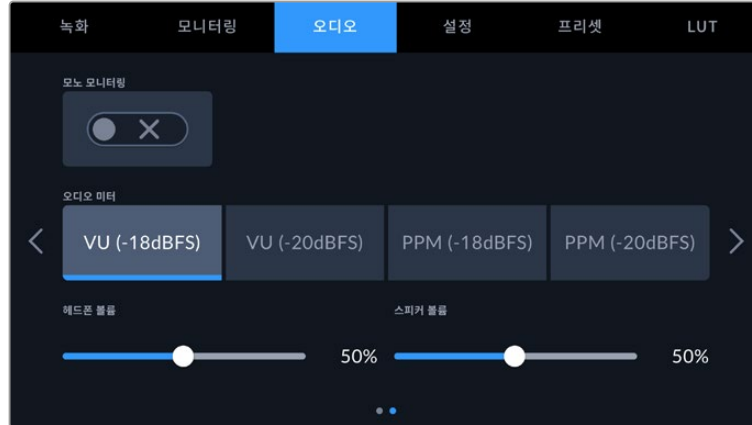 녹화 모니터링 오디오 설정 프리셋 LUT
모노 모니터링
오디오 미터
VU (-18dBFS) VU (-20dBFS) PPM (-18dBFS) PPM (-20dBFS)
헤드폰 볼륨 스피커 볼륨
50% 50%